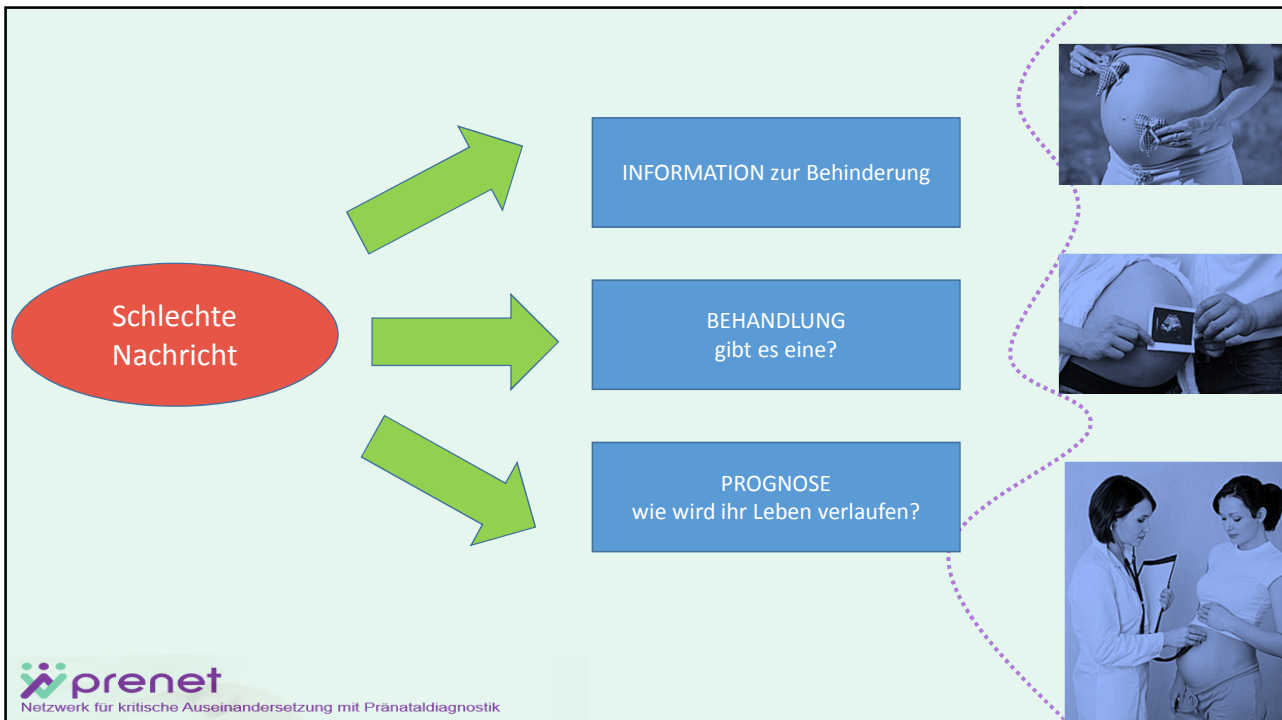 Schlechte
Nachricht
INFORMATION zur Behinderung
BEHANDLUNG
gibt es eine?
PROGNOSE
wie wird ihr Leben verlaufen?
prenet
Netzwerk für kritische Auseinandersetzung mit Pränataldiagnostik